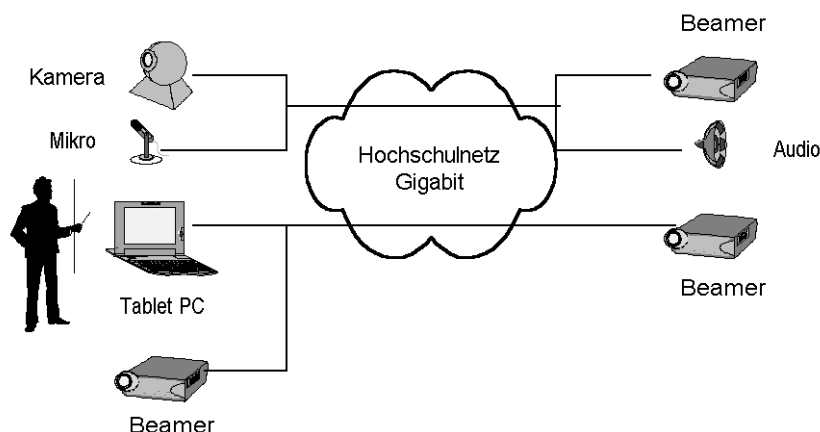 Beamer
Kamera
Mikro
Hochschulnetz
Gigabit
Audio
Tablet PC
Beamer
Beamer